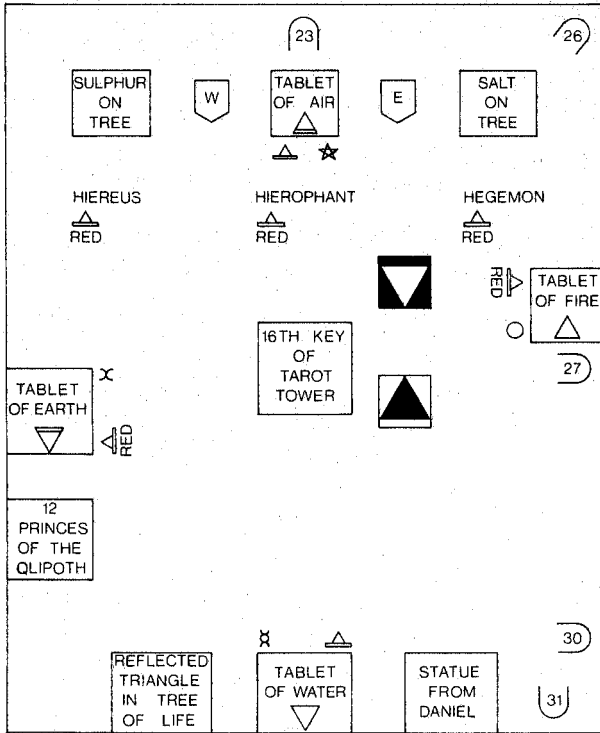 23
26
SULPHUR
ON
TREE
W
TABLET
OF AIR
E
SALT
ON
TREE
HIEREUS
RED
HIEROPHANT
RED
HEGEMON
RED
RED
TABLET
OF FIRE
27
16TH KEY
OF
TAROT
TOWER
TABLET
OF EARTH
RED
12
PRINCES
OF THE
QLIPOTH
30
REFLECTED
TRIANGLE
IN TREE
OF LIFE
TABLET
OF WATER
STATUE
FROM
DANIEL
31